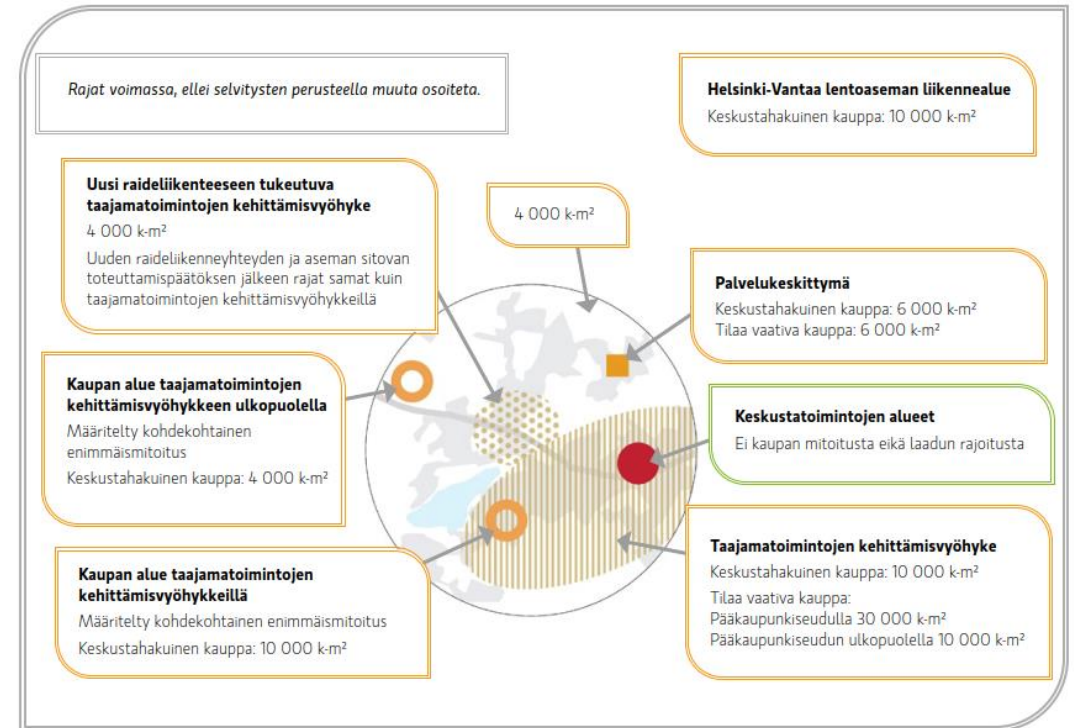 Rajat voimassa, ellei selvitysten perusteella muuta osoiteta.
Helsinki-Vantaa lentoaseman liikennealue
Keskustahakuinen kauppa: 10 000 k-m²
Uusi raideliikenteeseen tukeutuva
taajamatoimintojen kehittämisvyöhyke
4 000 k-m²
Uuden raideliikenneyhteyden ja aseman sitovan
toteuttamispäätöksen jälkeen rajat samat kuin
taajamatoimintojen kehittämisvyöhykkeillä
4 000 k-m²
Palvelukeskittymä
Keskustahakuinen kauppa: 6 000 k-m²
Tilaa vaativa kauppa: 6 000 k-m²
Kaupan alue taajamatoimintojen
kehittämisvyöhykkeen ulkopuolella
Määritelty kohdekohtainen
enimmäismitoitus
Keskustahakuinen kauppa: 4 000 k-m²
Keskustatoimintojen alueet
Ei kaupan mitoitusta eikä laadun rajoitusta
Kaupan alue taajamatoimintojen
kehittämisvyöhykkeillä
Määritelty kohdekohtainen enimmäismitoitus
Keskustahakuinen kauppa: 10 000 k-m²
Taajamatoimintojen kehittämisvyöhyke
Keskustahakuinen kauppa: 10 000 k-m²
Tilaa vaativa kauppa:
Pääkaupunkiseudulla 30 000 k-m²
Pääkaupunkiseudun ulkopuolella 10 000 k-m²